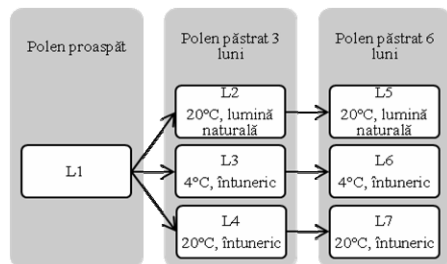 Polen proaspăt
L1
Polen păstrat 3
luni
L2
20°C, lumină
naturală
L3
4°C, întuneric
L4
20°C, întuneric
Polen păstrat 6
luni
L5
20°C, lumină
naturală
L6
4°C, întuneric
L7
20°C, întuneric